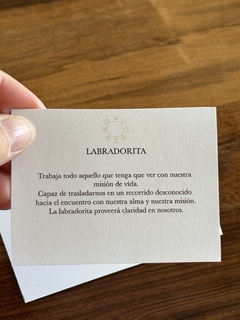 LABRADORITA
Trabaja todo aquello que tenga que ver con nuestra
misión de vida.
Capaz de trasladarnos en un recorrido desconocido
hacia el encuentro con nuestra alma y nuestra misión.
La labradorita proveerá claridad en nosotros.